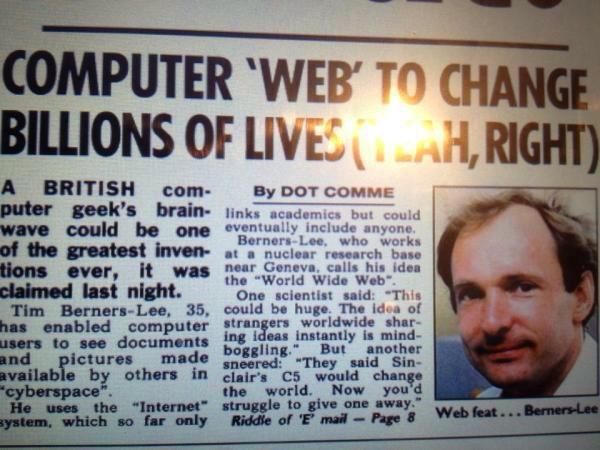 COMPUTER ‘WEB’ TO CHANGE
BILLIONS OF LIVES (YEAH, RIGHT)
A BRITISH com-
puter geek's brain-
wave could be one
of the greatest inven-
tions ever, it was
claimed last night.
Tim Berners-Lee, 35,
has enabled computer
users to see documents
and pictures made
available by others in
"cyberspace".
He uses the "Internet"
system, which so far only
By DOT COMME
links academics but could
eventually include anyone.
Berners-Lee, who works
at a nuclear research base
near Geneva, calls his idea
the "World Wide Web".
One scientist said: "This
could be huge. The idea of
strangers worldwide shar-
ing ideas instantly is mind-
boggling." But another
sneered: "They said Sin-
clair's C5 would change
the world. Now you'd
struggle to give one away."
Riddle of 'E' mail — Page 8
Web feat . . . Berners-Lee